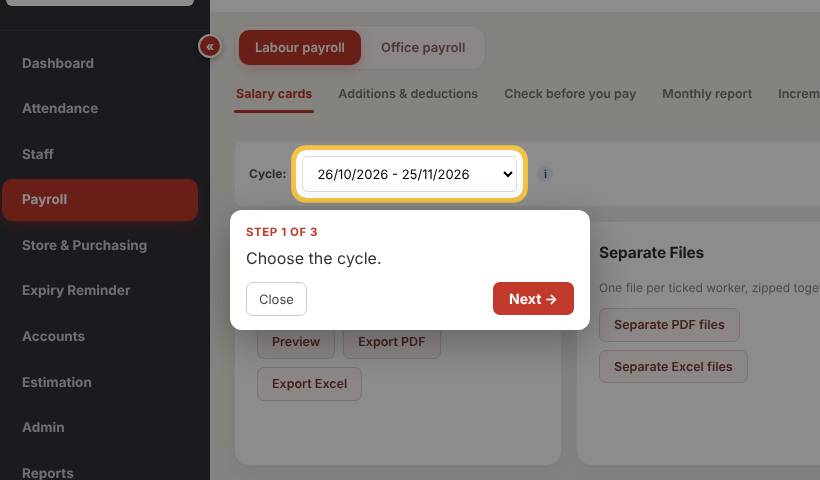 Dashboard
Attendance
Staff
Payroll
Store & Purchasing
Expiry Reminder
Accounts
Estimation
Admin
Reports
«
Labour payroll
Office payroll
Salary cards
Additions & deductions
Check before you pay
Monthly report
Increm
Cycle:
26/10/2026 - 25/11/2026
i
STEP 1 OF 3
Choose the cycle.
Close
Next →
Preview
Export PDF
Export Excel
Separate Files
One file per ticked worker, zipped toge
Separate PDF files
Separate Excel files